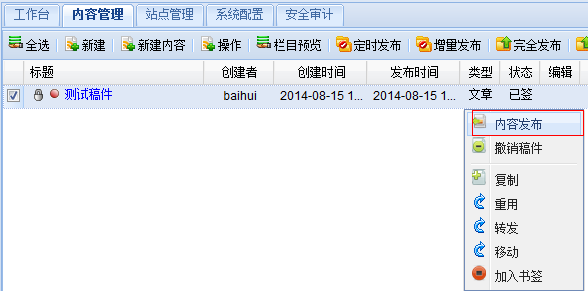 工作台 内容管理 站点管理 系统配置 安全审计
全选 新建 新建内容 操作 栏目预览 定时发布 增量发布 完全发布
标题 创建者 创建时间 发布时间 类型 状态 编辑
测试稿件 baihui 2014-08-15 1... 2014-08-15 1... 文章 已签
内容发布
撤销稿件
复制
重用
转发
移动
加入书签